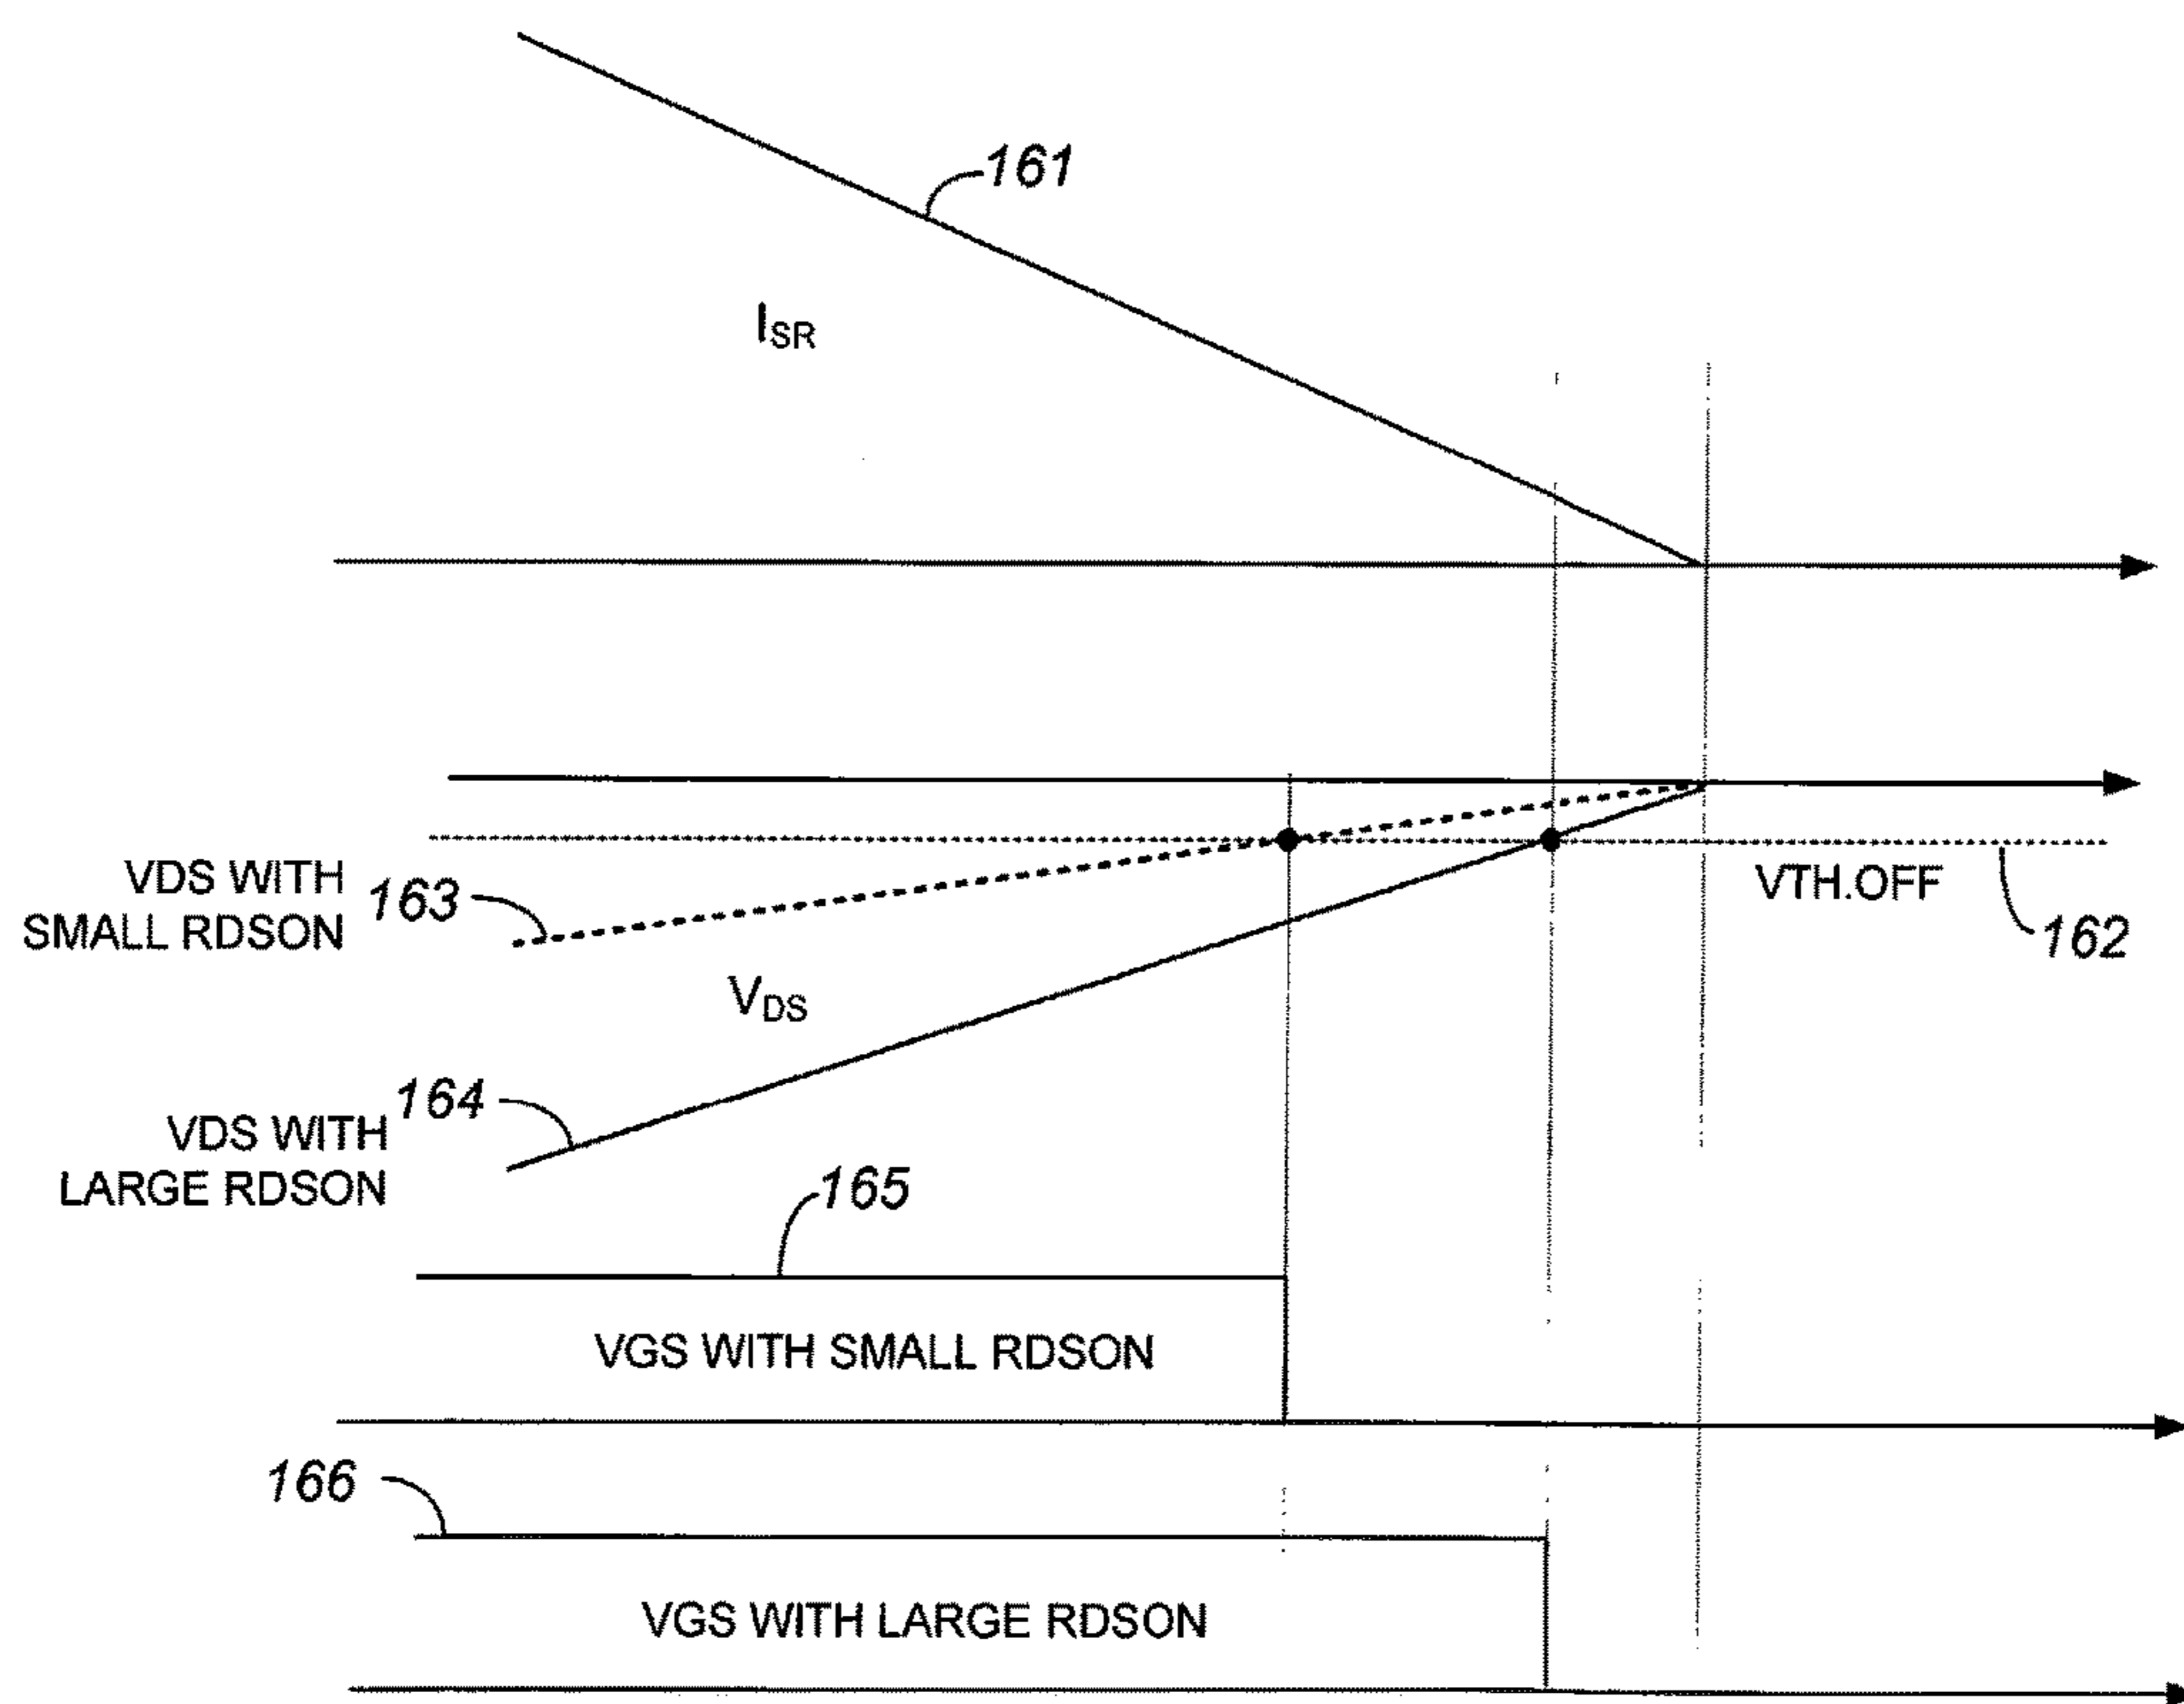 161
ISR
VDS WITH
SMALL RDSON
163
VTH.OFF
162
VDS
164
VDS WITH
LARGE RDSON
165
VGS WITH SMALL RDSON
166
VGS WITH LARGE RDSON